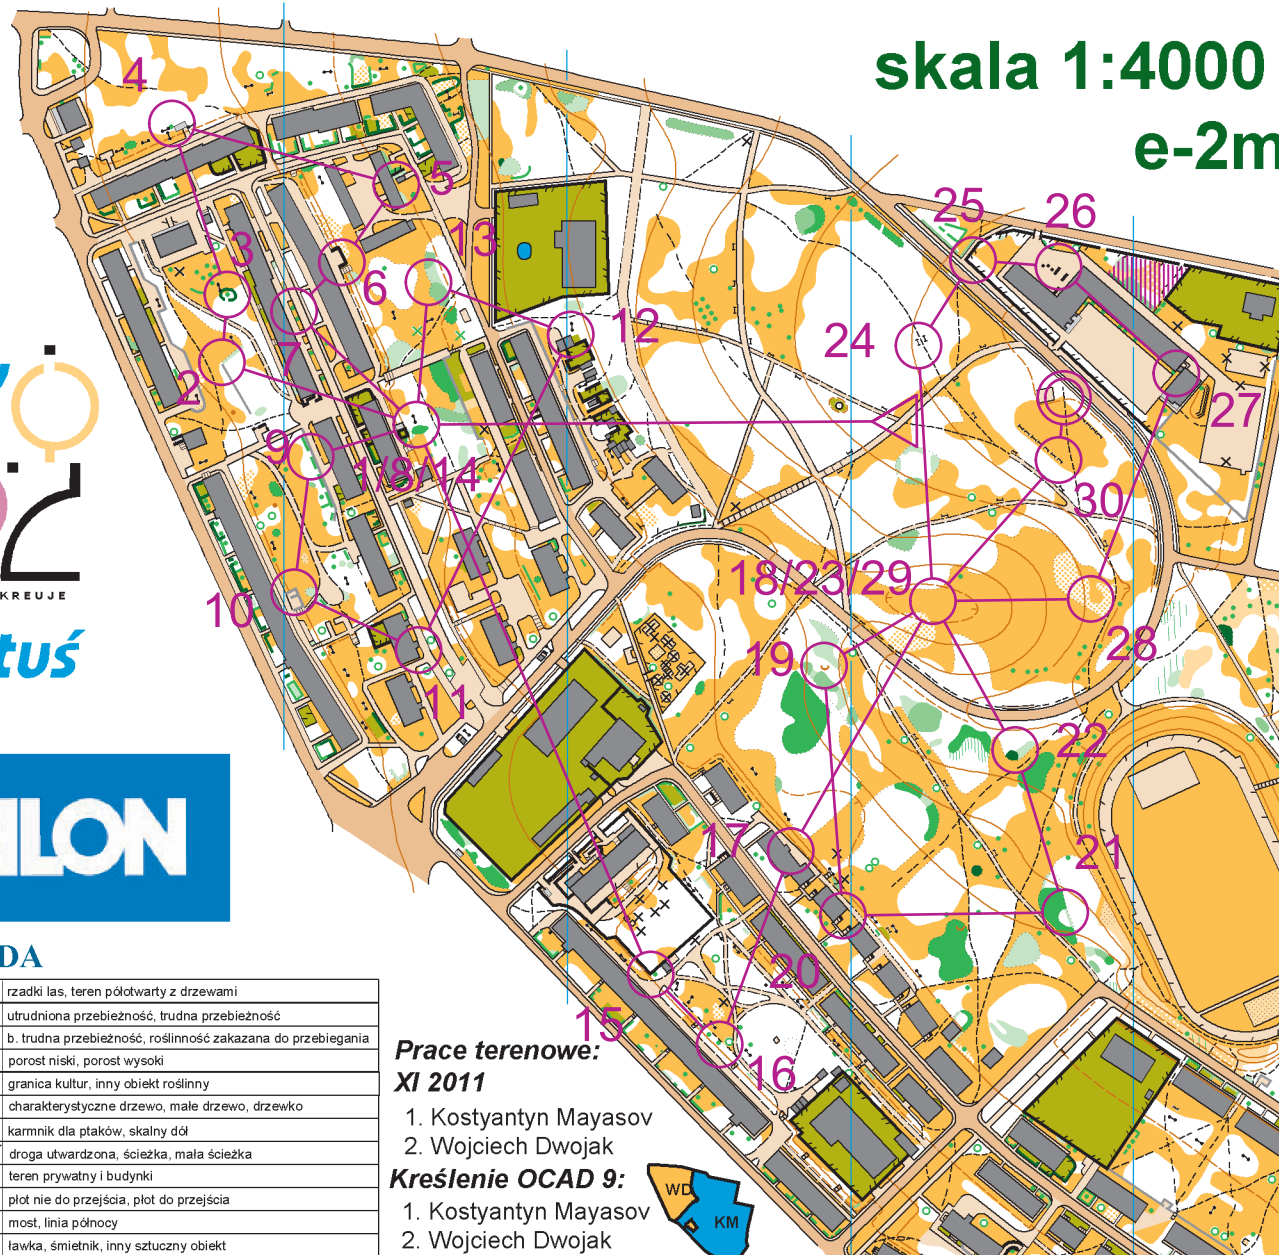 skala 1:4000
e-2m
4
5
3
13
25
26
6
12
24
7
2
27
9
1/8/14
30
18/23/29
10
19
28
11
22
17
21
20
15
16
KREUJE
tuś
ILON
DA
rzadki las, teren półotwarty z drzewami
utrudniona przebieżność, trudna przebieżność
b. trudna przebieżność, roślinność zakazana do przebiegania
porost niski, porost wysoki
granica kultur, inny obiekt roślinny
charakterystyczne drzewo, małe drzewo, drzewko
karmnik dla ptaków, skalny dół
droga utwardzona, ścieżka, mała ścieżka
teren prywatny i budynki
płot nie do przejścia, płot do przejścia
most, linia północy
ławka, śmietnik, inny sztuczny obiekt
Prace terenowe:
XI 2011
1. Kostyantyn Mayasov
2. Wojciech Dwojak
Kreślenie OCAD 9:
1. Kostyantyn Mayasov
2. Wojciech Dwojak
WD
KM